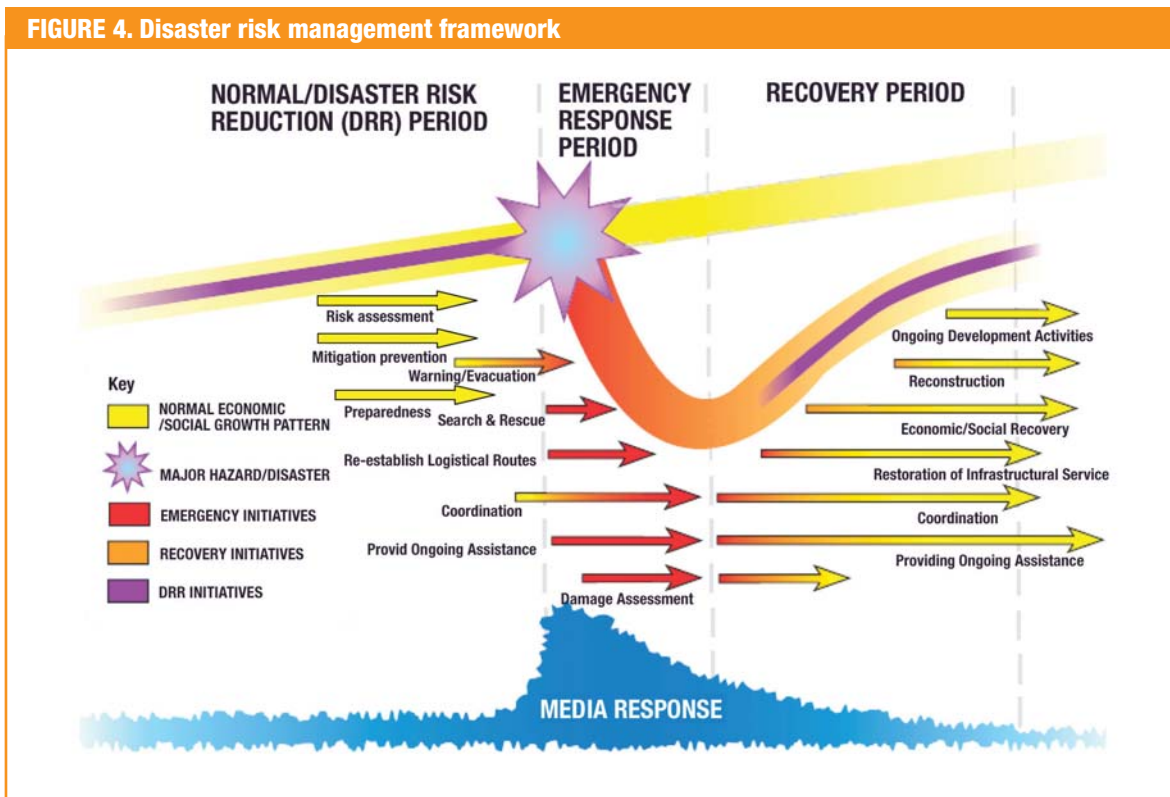 FIGURE 4. Disaster risk management framework
NORMAL/DISASTER RISK
REDUCTION (DRR) PERIOD
EMERGENCY
RESPONSE
PERIOD
RECOVERY PERIOD
Risk assessment
Mitigation prevention
Warning/Evacuation
Preparedness
Search & Rescue
Re-establish Logistical Routes
Coordination
Provid Ongoing Assistance
Damage Assessment
Ongoing Development Activities
Reconstruction
Economic/Social Recovery
Restoration of Infrastructural Service
Coordination
Providing Ongoing Assistance
Key
NORMAL ECONOMIC
/SOCIAL GROWTH PATTERN
MAJOR HAZARD/DISASTER
EMERGENCY INITIATIVES
RECOVERY INITIATIVES
DRR INITIATIVES
MEDIA RESPONSE